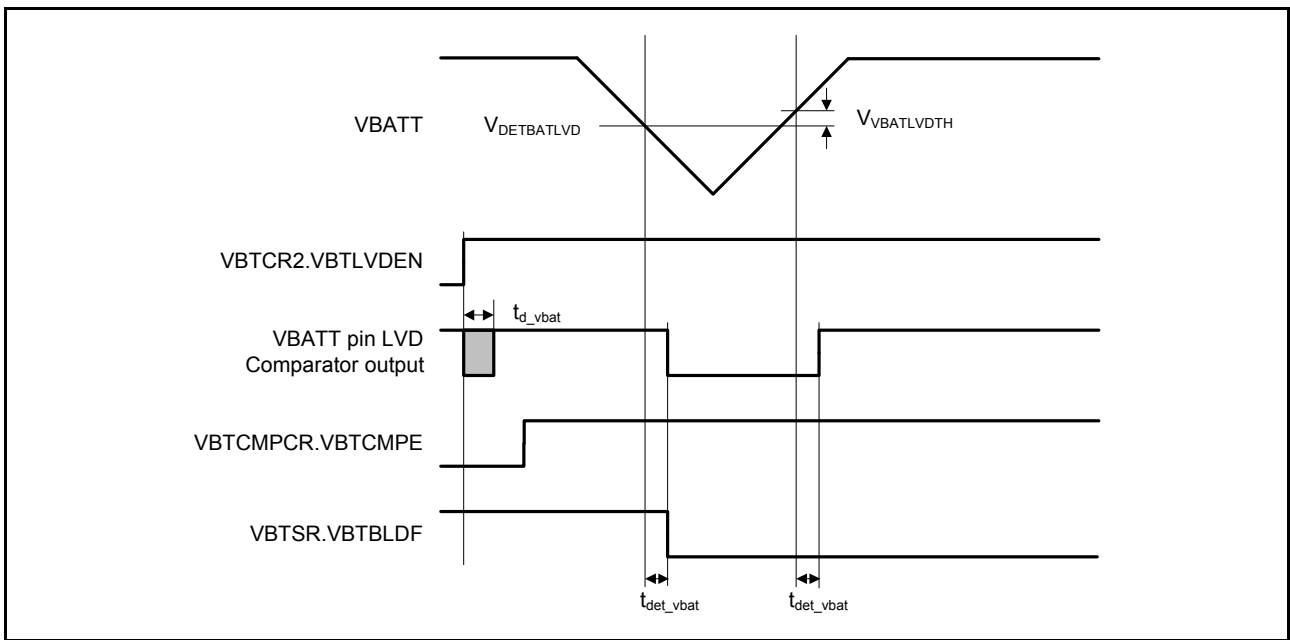 VBATT
VDETBATLVD
VVBATLVDTH
VBTCR2.VBTLVDEN
td_vbat
VBATT pin LVD
Comparator output
VBTCMPCR.VBTCMPE
VBTSR.VBTBLDF
tdet_vbat
tdet_vbat